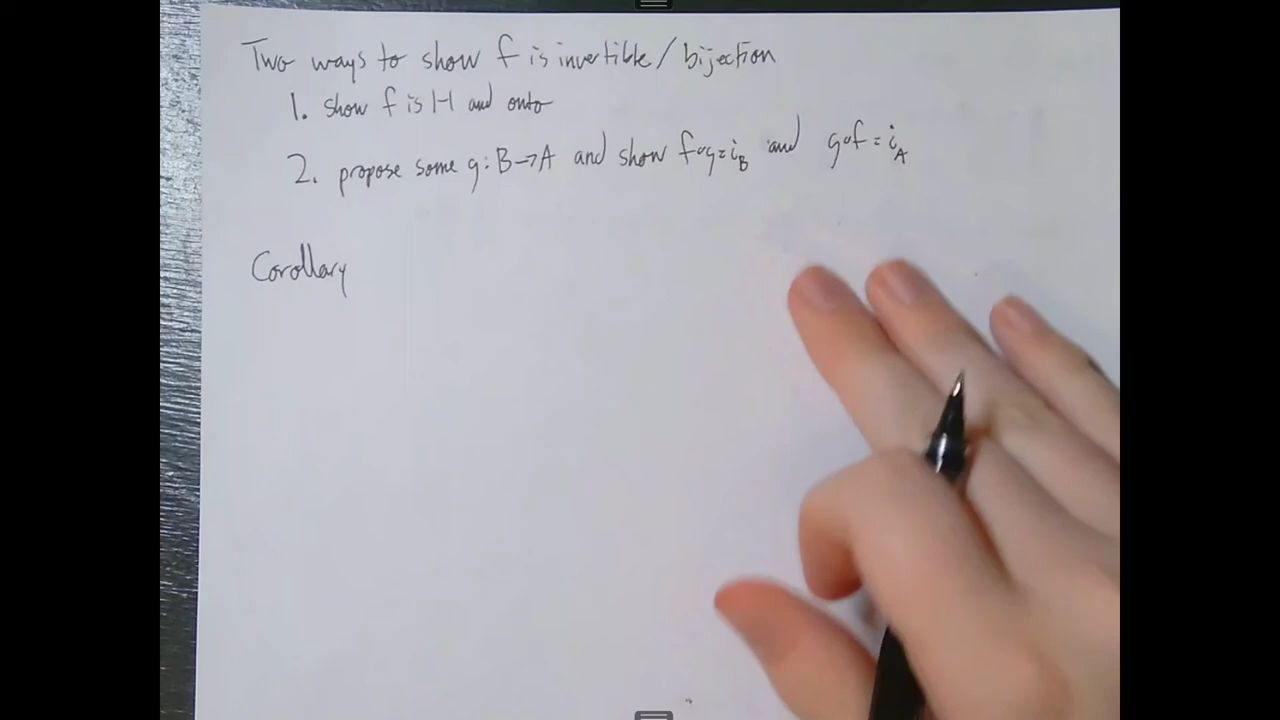 Two ways to show f is invertible/bijection
1. show f is 1-1 and onto
2. propose some g: B→A and show f∘g=i_B and g∘f=i_A
Corollary